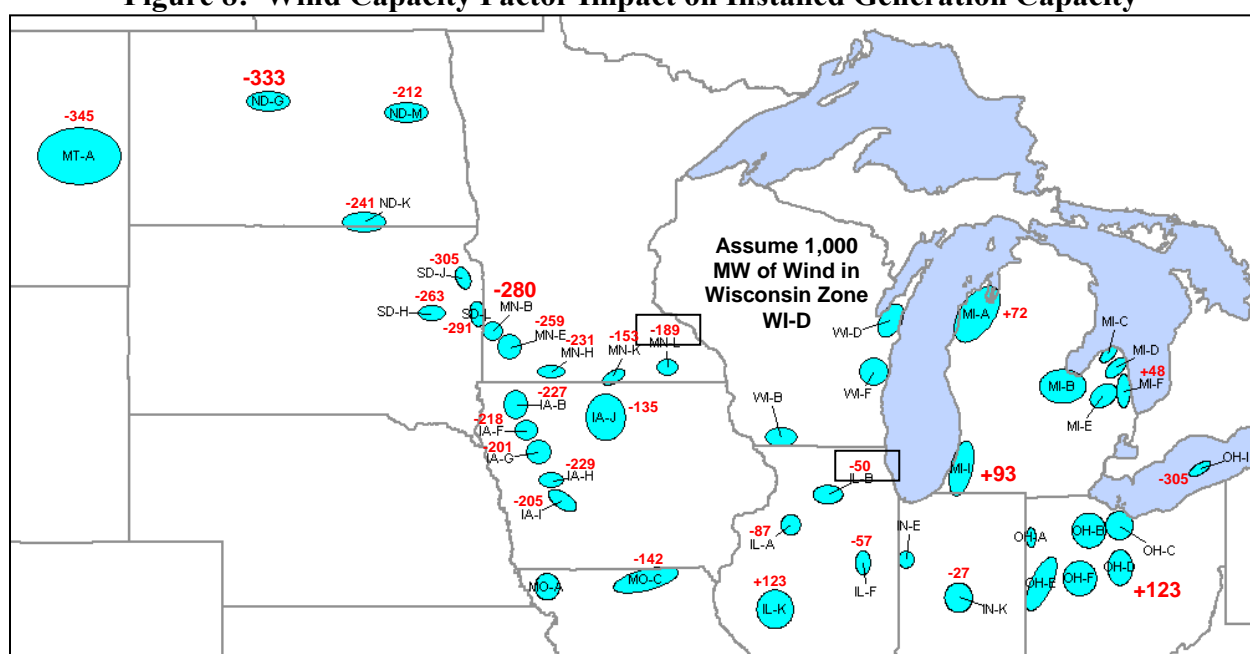 Figure 8: Wind Capacity Factor Impact on Installed Generation Capacity
-333
ND-G
-212
ND-M
-345
MT-A
-241
ND-K
Assume 1,000
MW of Wind in
Wisconsin Zone
WI-D
-305
SD-J
-263
SD-H
SD-L
-291
-280
MN-B
-259
MN-E
-231
MN-H
-153
MN-K
-189
MN-L
WI-D
MI-A
+72
WI-F
MI-C
MI-D
+48
MI-F
MI-B
MI-E
-227
IA-B
-218
IA-F
-201
IA-G
-229
IA-H
-205
IA-I
IA-J
-135
WI-B
-50
IL-B
MI-I
+93
OH-I
-305
-87
IL-A
-57
IL-F
IN-E
OH-A
OH-B
OH-C
OH-D
OH-E
OH-F
+123
-142
MO-A
MO-C
+123
IL-K
-27
IN-K